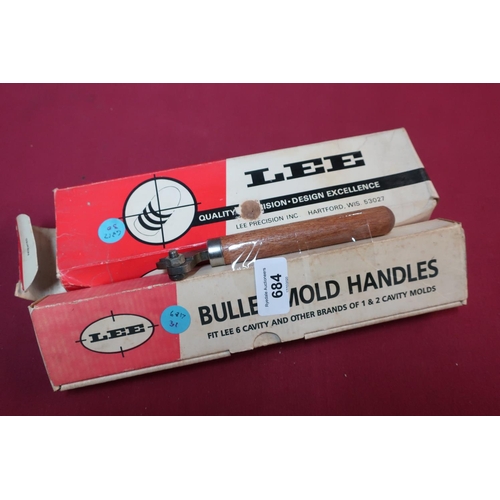 LEE
QUALITY • PRECISION • DESIGN EXCELLENCE
LEE PRECISION INC HARTFORD, WIS. 53027
LEE
BULLET MOLD HANDLES
FIT LEE 6 CAVITY AND OTHER BRANDS OF 1 & 2 CAVITY MOLDS
684